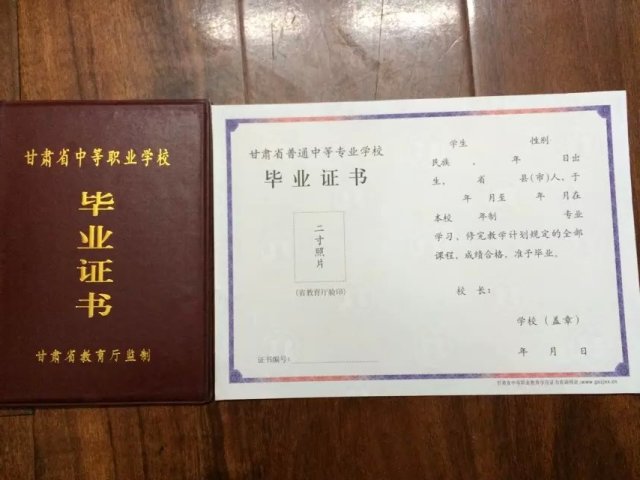 甘肃省中等职业学校
毕业证书
甘肃省教育厅监制
甘肃省普通中等专业学校
毕业证书
二寸照片
(省教育厅验印)
证书编号:
学生 性别
民族 、 年 日出
生、 省 县(市)人、于
年 月至 年 月在
本校 年制 专业
学习、修完教学计划规定的全部
课程、成绩合格、准予毕业。
校 长:
学校(盖章)
年 月 日